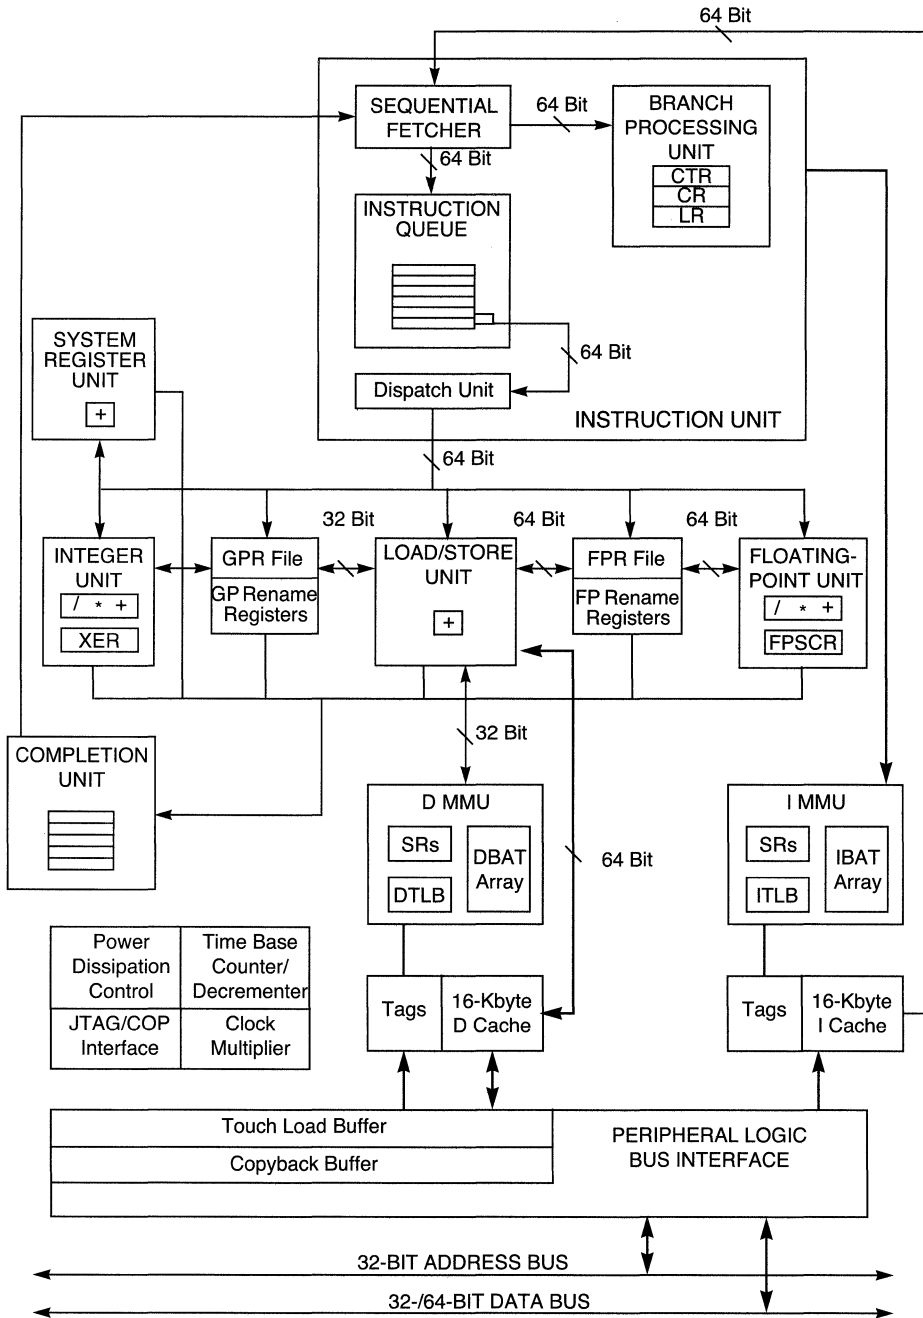 64 Bit
SEQUENTIAL
FETCHER
64 Bit
BRANCH
PROCESSING
UNIT
CTR
CR
LR
64 Bit
INSTRUCTION
QUEUE
64 Bit
Dispatch Unit
INSTRUCTION UNIT
SYSTEM
REGISTER
UNIT
+
64 Bit
32 Bit
64 Bit
64 Bit
INTEGER
UNIT
/ * +
XER
GPR File
GP Rename
Registers
LOAD/STORE
UNIT
+
FPR File
FP Rename
Registers
FLOATING-
POINT UNIT
/ * +
FPSCR
32 Bit
COMPLETION
UNIT
D MMU
SRs
DTLB
DBAT
Array
64 Bit
I MMU
SRs
ITLB
IBAT
Array
Power
Dissipation
Control
Time Base
Counter/
Decrementer
JTAG/COP
Interface
Clock
Multiplier
Tags
16-Kbyte
D Cache
Tags
16-Kbyte
I Cache
Touch Load Buffer
Copyback Buffer
PERIPHERAL LOGIC
BUS INTERFACE
32-BIT ADDRESS BUS
32-/64-BIT DATA BUS